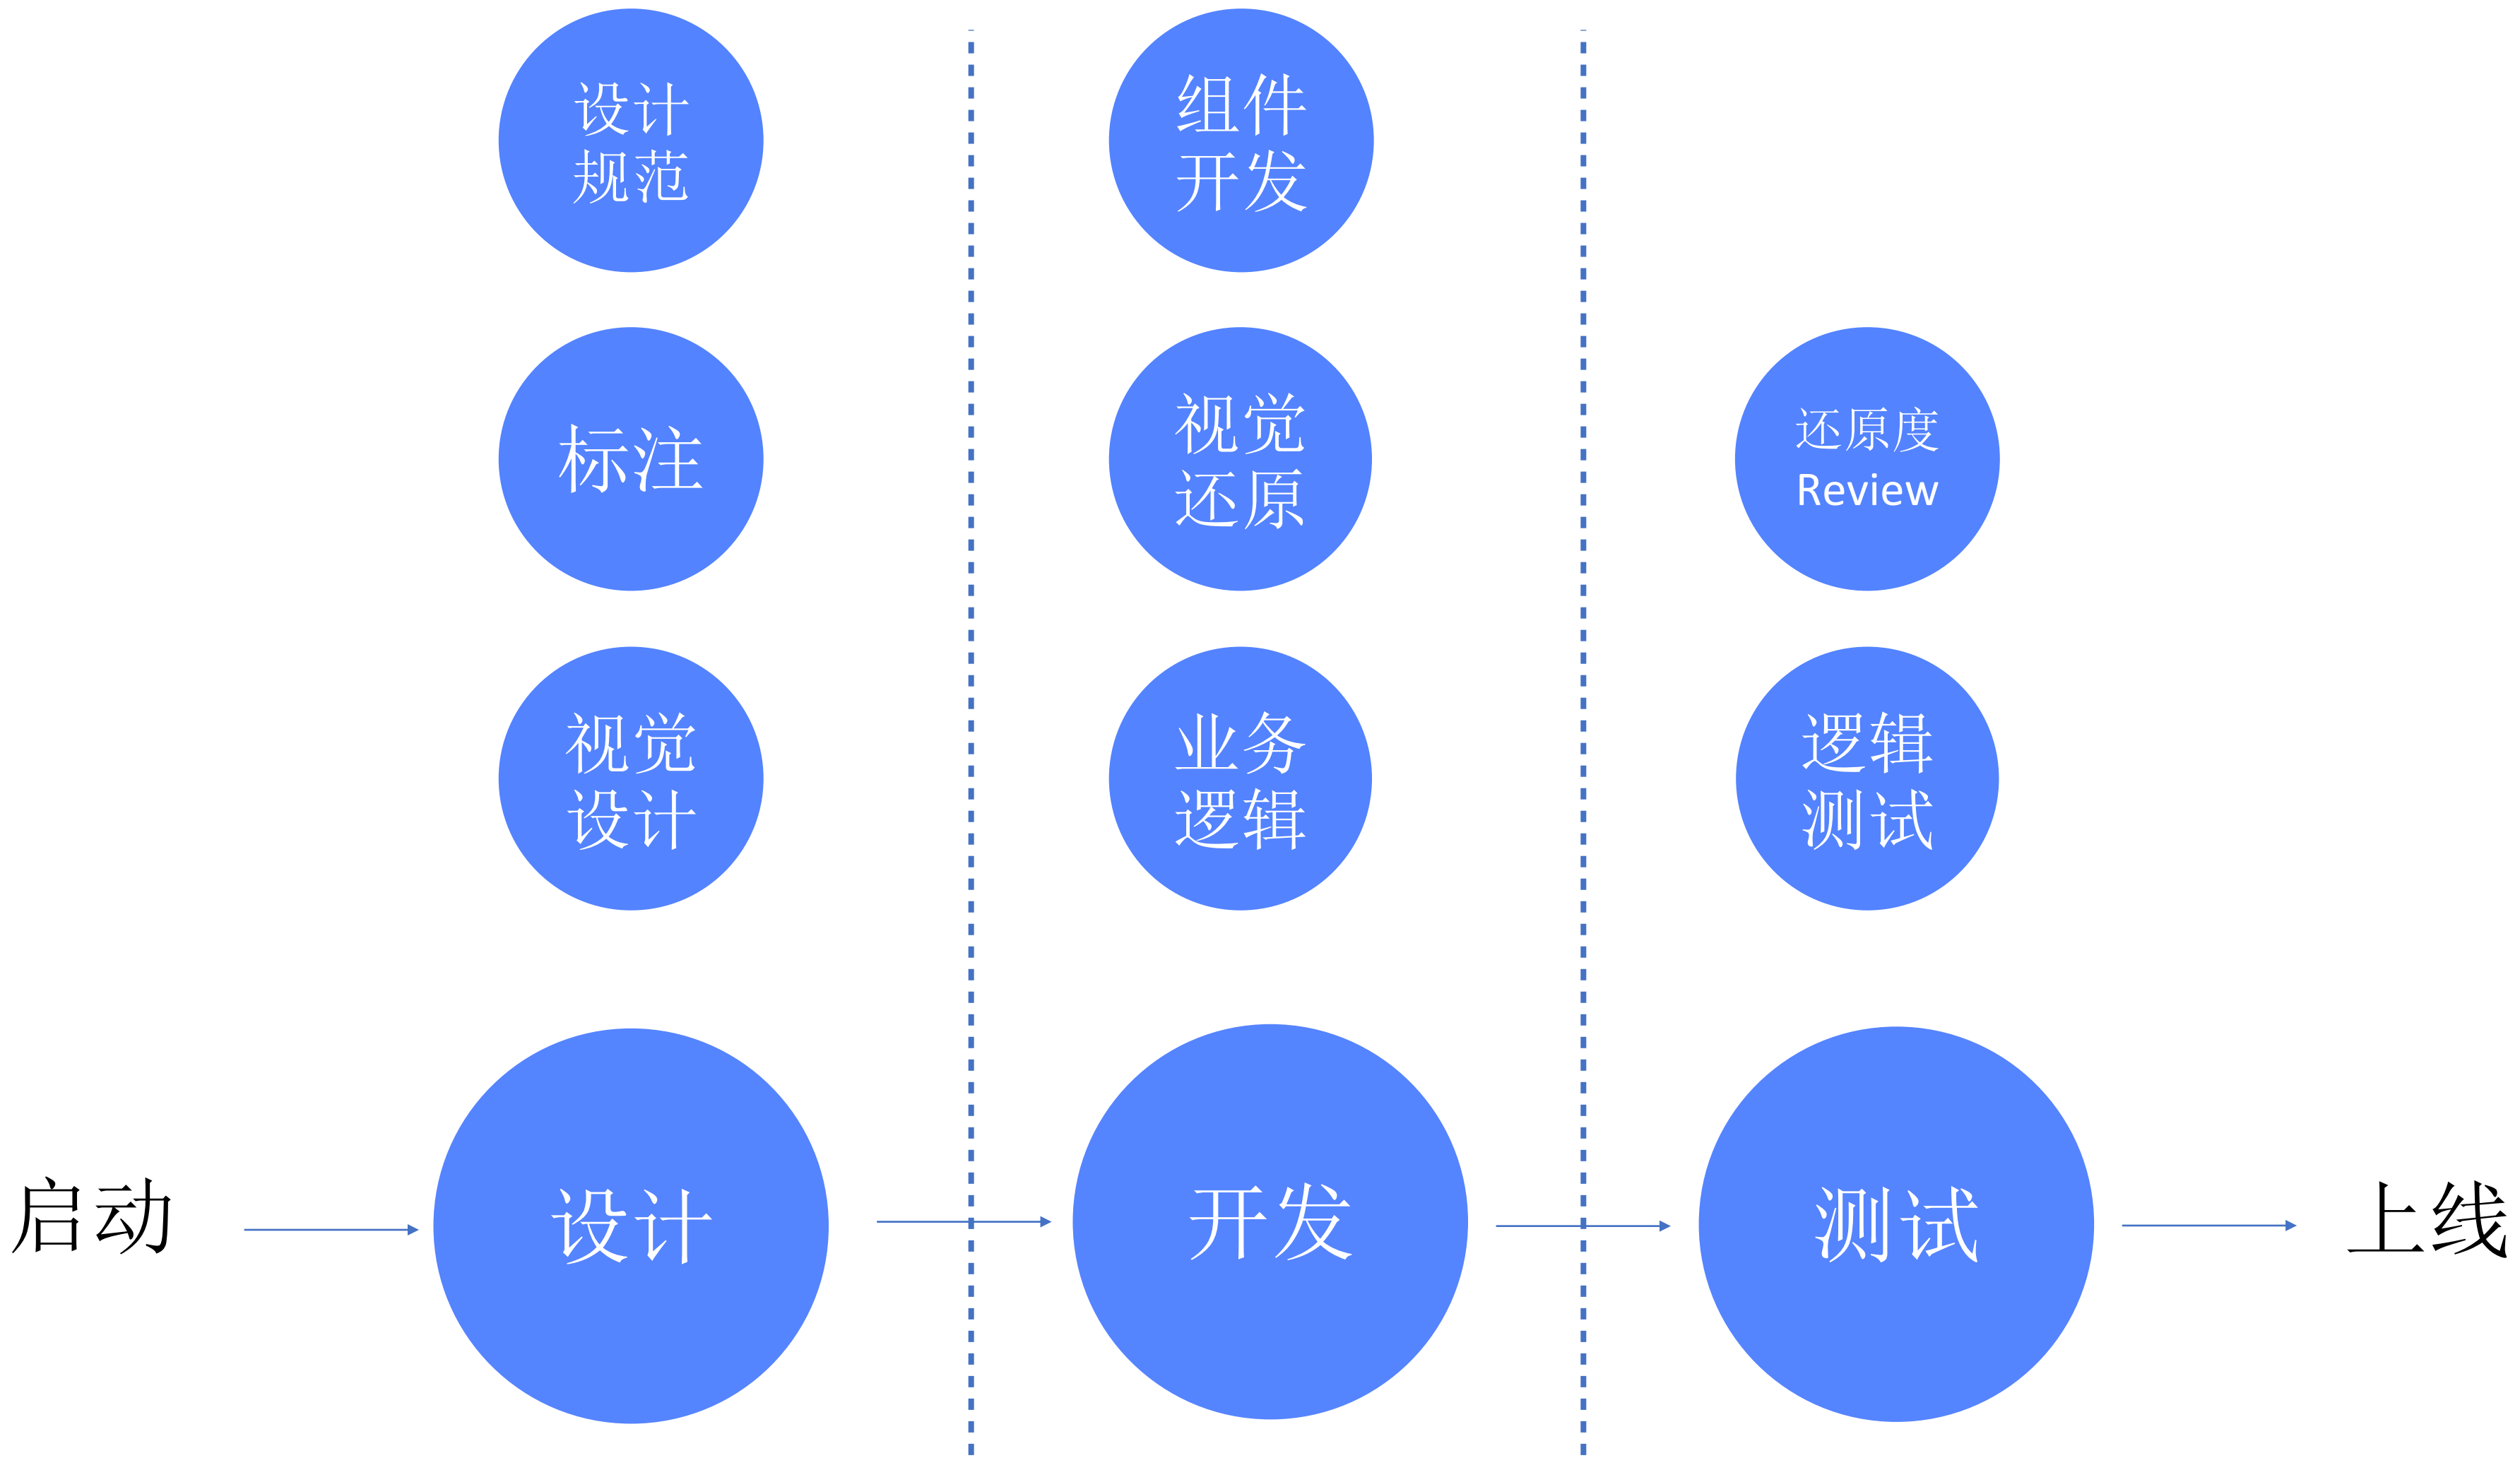 设计
规范
组件
开发
标注
视觉
还原
还原度
Review
视觉
设计
业务
逻辑
逻辑
测试
启动
设计
开发
测试
上线